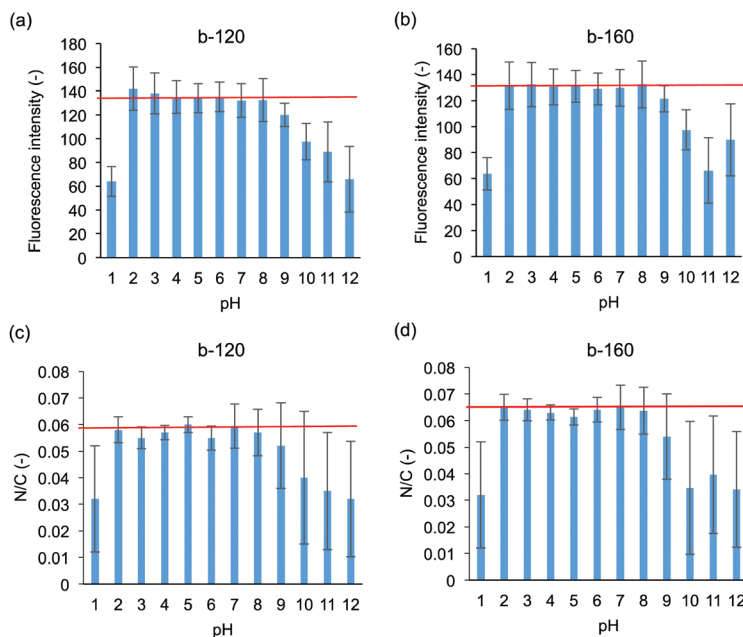 (a)
b-120
Fluorescence intensity (-)
180
160
140
120
100
80
60
40
20
0
1 2 3 4 5 6 7 8 9 10 11 12
pH
(b)
b-160
Fluorescence intensity (-)
160
140
120
100
80
60
40
20
0
1 2 3 4 5 6 7 8 9 10 11 12
pH
(c)
b-120
N/C (-)
0.08
0.07
0.06
0.05
0.04
0.03
0.02
0.01
0
1 2 3 4 5 6 7 8 9 10 11 12
pH
(d)
b-160
N/C (-)
0.08
0.07
0.06
0.05
0.04
0.03
0.02
0.01
0
1 2 3 4 5 6 7 8 9 10 11 12
pH